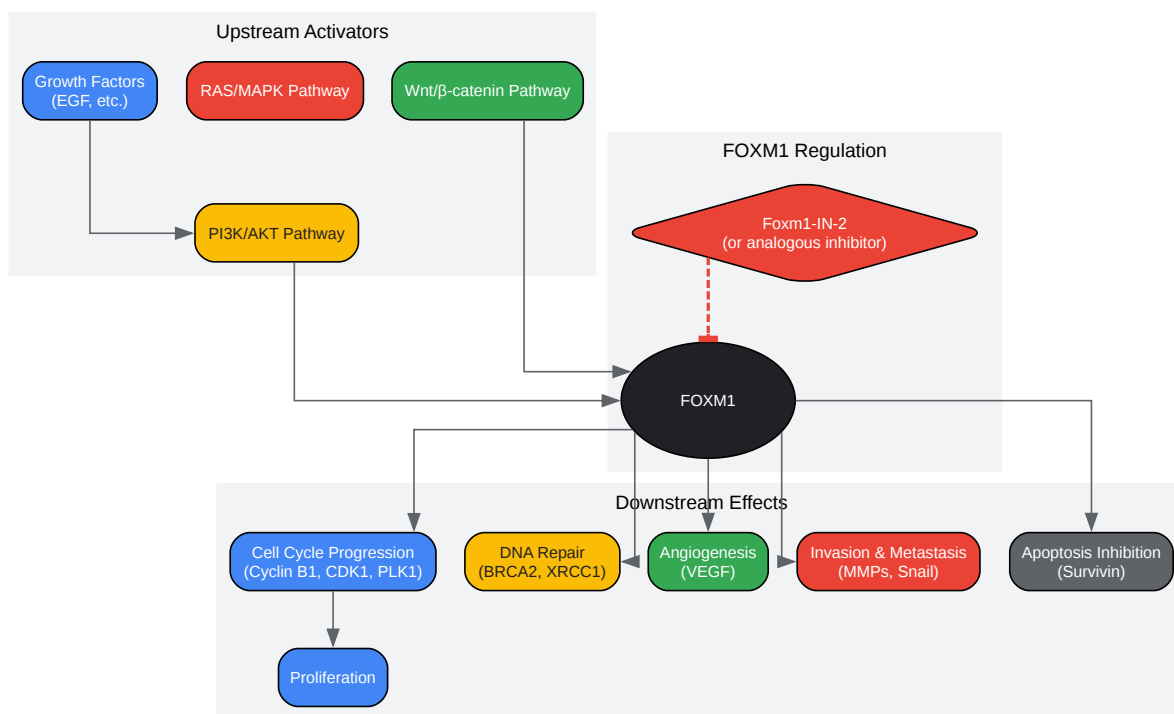 Upstream Activators
Growth Factors
(EGF, etc.)
RAS/MAPK Pathway
Wnt/β-catenin Pathway
PI3K/AKT Pathway
FOXM1 Regulation
Foxm1-IN-2
(or analogous inhibitor)
FOXM1
Downstream Effects
Cell Cycle Progression
(Cyclin B1, CDK1, PLK1)
DNA Repair
(BRCA2, XRCC1)
Angiogenesis
(VEGF)
Invasion & Metastasis
(MMPs, Snail)
Apoptosis Inhibition
(Survivin)
Proliferation